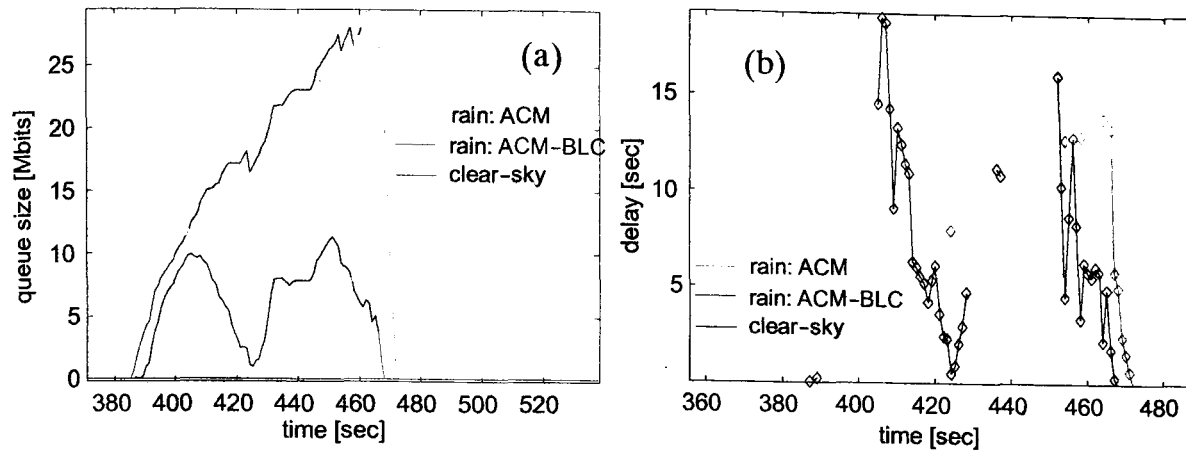 (a)
queue size [Mbits]
25
20
15
10
5
0
rain: ACM
rain: ACM-BLC
clear-sky
380 400 420 440 460 480 500 520
time [sec]
(b)
delay [sec]
15
10
5
0
rain: ACM
rain: ACM-BLC
clear-sky
360 380 400 420 440 460 480
time [sec]